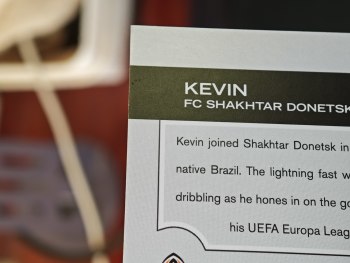 KEVIN
FC SHAKHTAR DONETSK
Kevin joined Shakhtar Donetsk in
native Brazil. The lightning fast w
dribbling as he hones in on the go
his UEFA Europa Leag